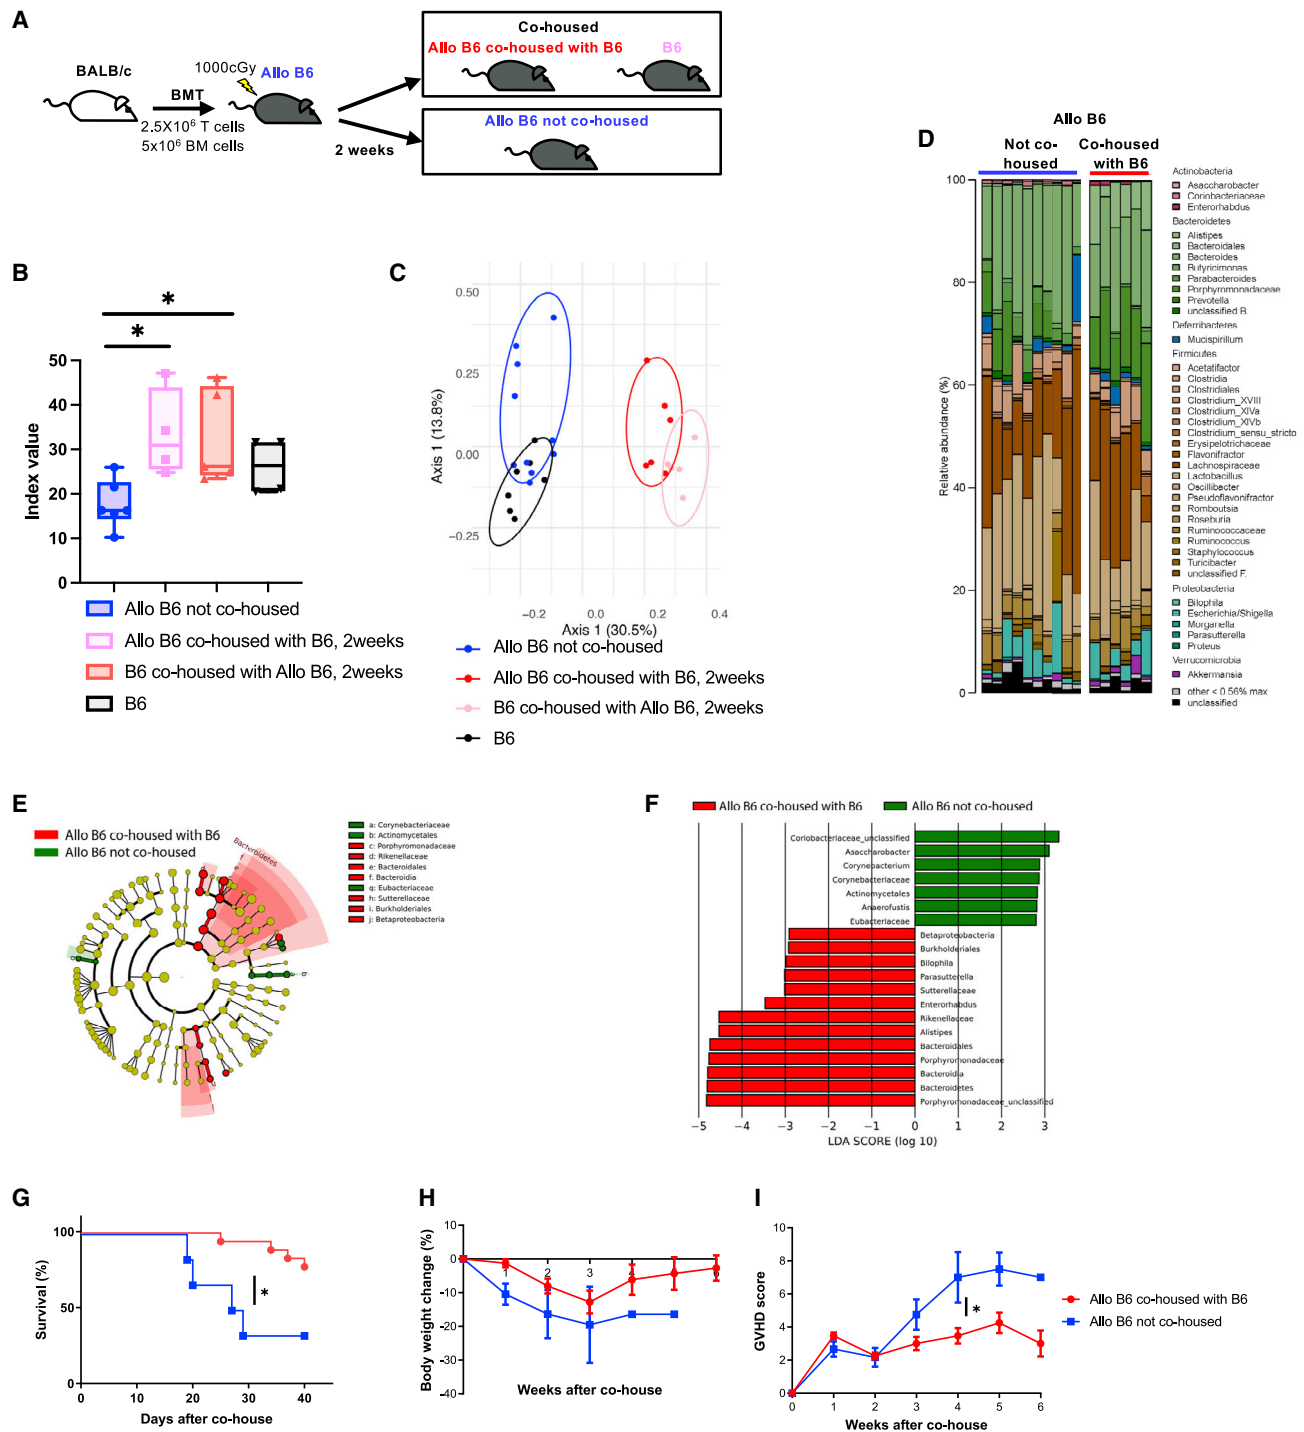 A
BALB/c
BMT
2.5X10⁶ T cells
5x10⁶ BM cells
1000cGy
Allo B6
2 weeks
Co-housed
Allo B6 co-housed with B6
B6
Allo B6 not co-housed
B
*
*
Index value
50
40
30
20
10
0
Allo B6 not co-housed
Allo B6 co-housed with B6, 2weeks
B6 co-housed with Allo B6, 2weeks
B6
C
Axis 1 (13.8%)
0.50
0.25
0.00
−0.25
−0.2
0.0
0.2
0.4
Axis 1 (30.5%)
Allo B6 not co-housed
Allo B6 co-housed with B6, 2weeks
B6 co-housed with Allo B6, 2weeks
B6
D
Allo B6
Not co-
housed
Co-housed
with B6
Relative abundance (%)
100
80
60
40
20
0
Actinobacteria
Asaccharobacter
Coriobacteriaceae
Enterorhabdus
Bacteroidetes
Alistipes
Bacteroidales
Bacteroides
Butyricimonas
Parabacteroides
Porphyromonadaceae
Prevotella
unclassified B.
Deferribacteres
Mucispirillum
Firmicutes
Acetatifactor
Clostridia
Clostridiales
Clostridium_XVIII
Clostridium_XIVa
Clostridium_XIVb
Clostridium_sensu_stricto
Erysipelotrichaceae
Flavonifractor
Lachnospiraceae
Lactobacillus
Oscillibacter
Pseudoflavonifractor
Romboutsia
Roseburia
Ruminococcaceae
Ruminococcus
Staphylococcus
Turicibacter
unclassified F.
Proteobacteria
Bilophila
Escherichia/Shigella
Morganella
Parasutterella
Proteus
Verrucomicrobia
Akkermansia
other < 0.56% max
unclassified
E
Allo B6 co-housed with B6
Allo B6 not co-housed
Bacteroidetes
a: Corynebacteriaceae
b: Actinomycetales
c: Porphyromonadaceae
d: Rikenellaceae
e: Bacteroidales
f: Bacteroidia
g: Eubacteriaceae
h: Sutterellaceae
i: Burkholderiales
j: Betaproteobacteria
F
Allo B6 co-housed with B6
Allo B6 not co-housed
Coriobacteriaceae_unclassified
Asaccharobacter
Corynebacterium
Corynebacteriaceae
Actinomycetales
Anaerofustis
Eubacteriaceae
Betaproteobacteria
Burkholderiales
Bilophila
Parasutterella
Sutterellaceae
Enterorhabdus
Rikenellaceae
Alistipes
Bacteroidales
Porphyromonadaceae
Bacteroidia
Bacteroidetes
Porphyromonadaceae_unclassified
−5
−4
−3
−2
−1
0
1
2
3
LDA SCORE (log 10)
G
Survival (%)
100
50
0
*
0
10
20
30
40
Days after co-house
H
Body weight change (%)
10
0
-10
-20
-30
-40
1
2
3
4
Weeks after co-house
I
GVHD score
10
8
6
4
2
0
*
0
1
2
3
4
5
6
Weeks after co-house
Allo B6 co-housed with B6
Allo B6 not co-housed